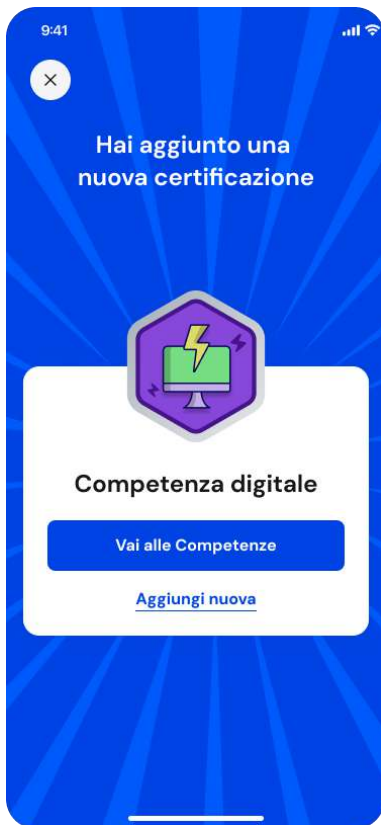 9:41
Hai aggiunto una
nuova certificazione
Competenza digitale
Vai alle Competenze
Aggiungi nuova